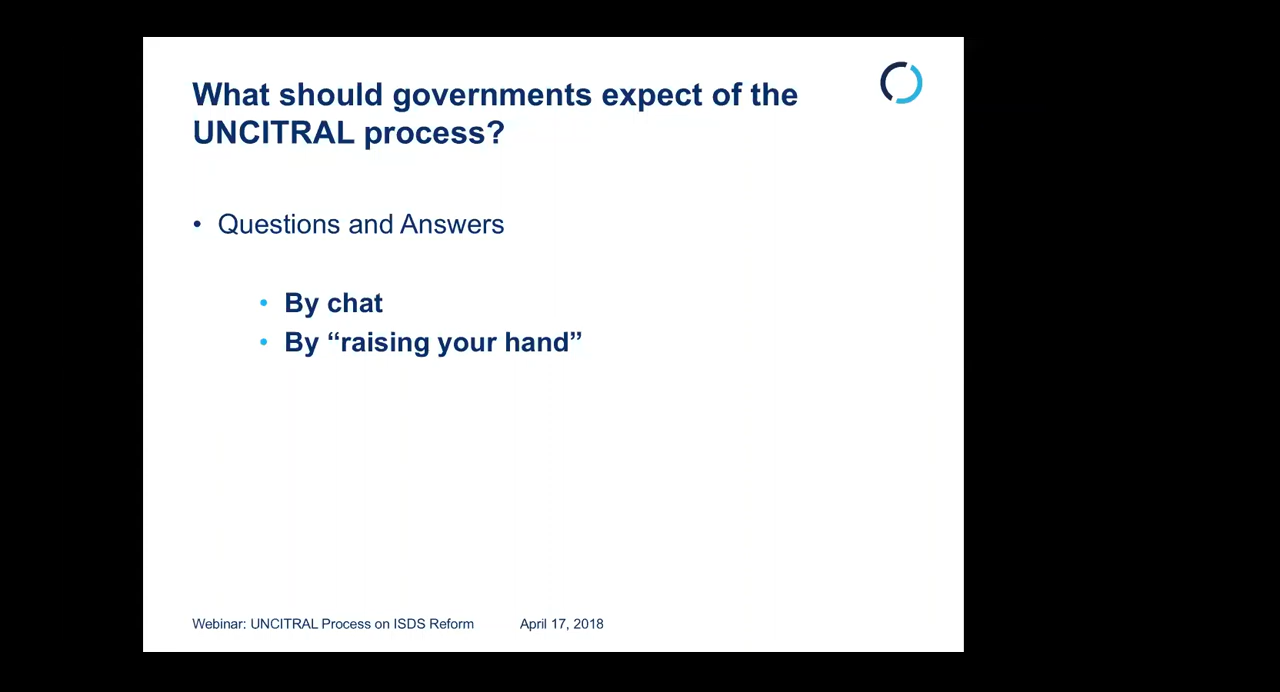 What should governments expect of the
UNCITRAL process?
• Questions and Answers
• By chat
• By “raising your hand”
Webinar: UNCITRAL Process on ISDS Reform April 17, 2018